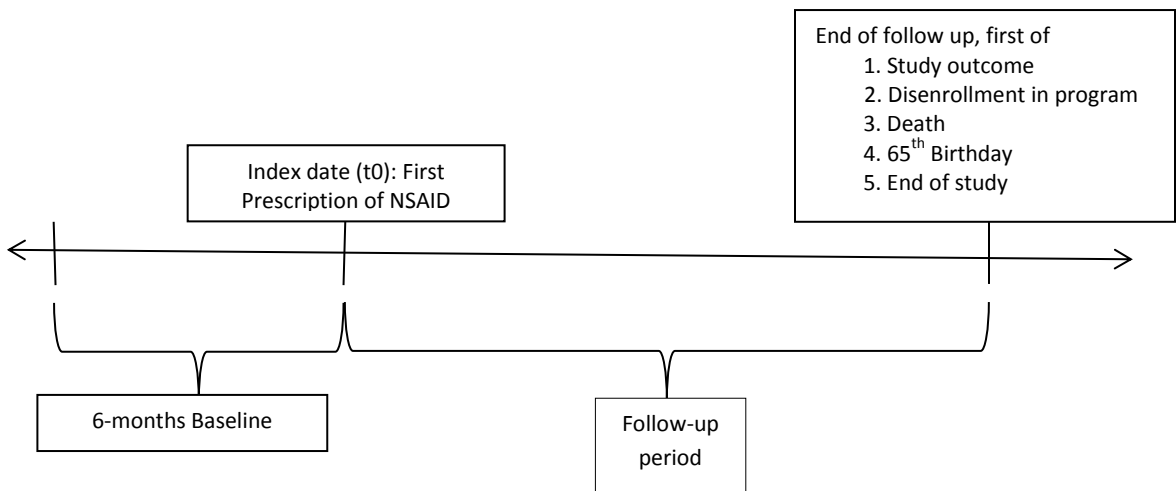 End of follow up, first of
1. Study outcome
2. Disenrollment in program
3. Death
4. 65th Birthday
5. End of study
Index date (t0): First
Prescription of NSAID
6-months Baseline
Follow-up
period